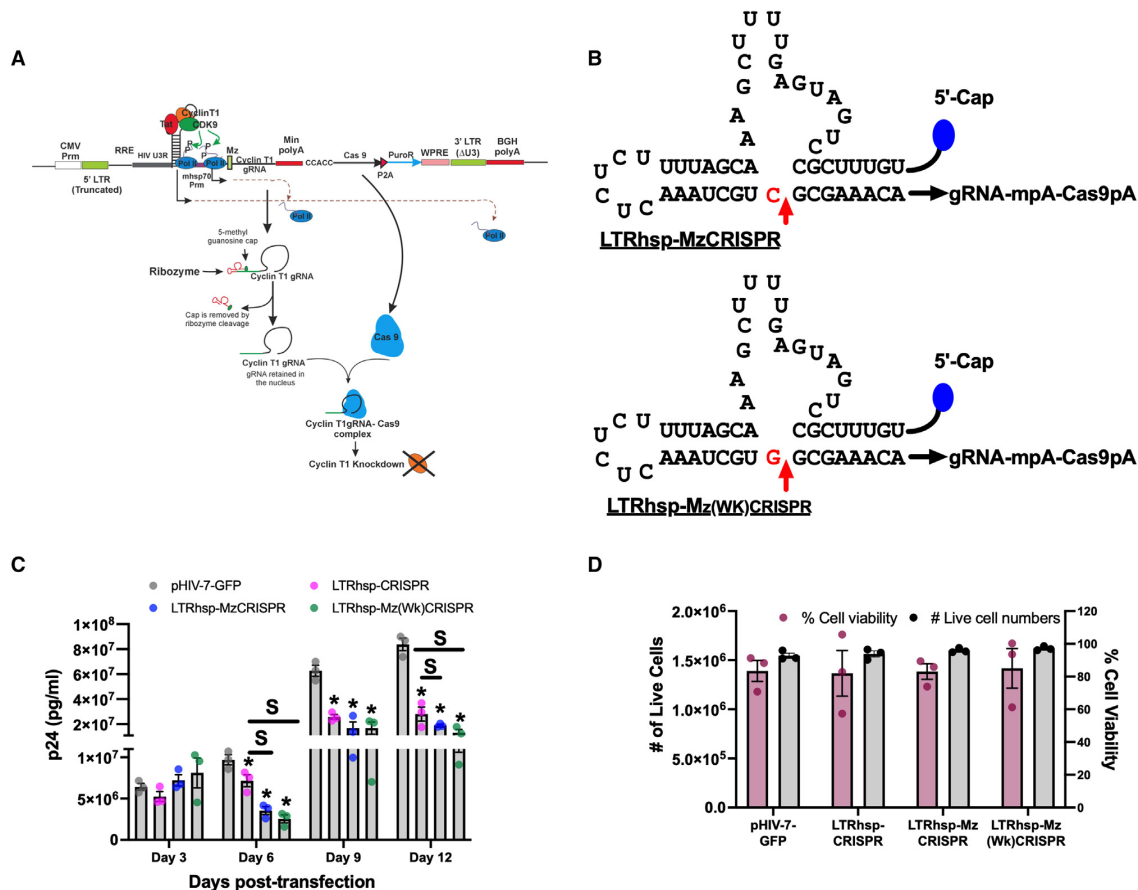 A
Tat
CyclinT1
CDK9
P
P
P
P
CMV
Prm
5' LTR
(Truncated)
RRE
HIV U3R
Pol II
Pol II
mhsp70
Prm
Mz
Cyclin T1
gRNA
Min
polyA
CCACC
Cas 9
P2A
PuroR
WPRE
3' LTR
(ΔU3)
BGH
polyA
Pol II
Pol II
5-methyl
guanosine cap
Ribozyme
Cyclin T1 gRNA
Cap is removed by
ribozyme cleavage
Cas 9
Cyclin T1 gRNA
gRNA retained in
the nucleus
Cyclin T1gRNA- Cas9
complex
Cyclin T1 Knockdown
B
U U
U U
C G
G A G U A
A G
A U
C
5'-Cap
U C U UUUAGCA CGCUUUGU
C
C U C AAAUCGU C GCGAAACA gRNA-mpA-Cas9pA
LTRhsp-MzCRISPR
U U
U U
C G
G A G U A
A G
A U
C
5'-Cap
U C U UUUAGCA CGCUUUGU
C
C U C AAAUCGU G GCGAAACA gRNA-mpA-Cas9pA
LTRhsp-Mz(WK)CRISPR
C
pHIV-7-GFP LTRhsp-CRISPR
LTRhsp-MzCRISPR LTRhsp-Mz(Wk)CRISPR
p24 (pg/ml)
1×10⁸
8×10⁷
6×10⁷
4×10⁷
2×10⁷
1×10⁷
5×10⁶
0
S
S
* * *
* * *
S
S
* * *
Day 3 Day 6 Day 9 Day 12
Days post-transfection
D
% Cell viability # Live cell numbers
# of Live Cells
2.0×10⁶
1.5×10⁶
1.0×10⁶
5.0×10⁵
0.0
120
100
80
60
40
20
0
% Cell Viability
pHIV-7-
GFP
LTRhsp-
CRISPR
LTRhsp-Mz
CRISPR
LTRhsp-Mz
(Wk)CRISPR